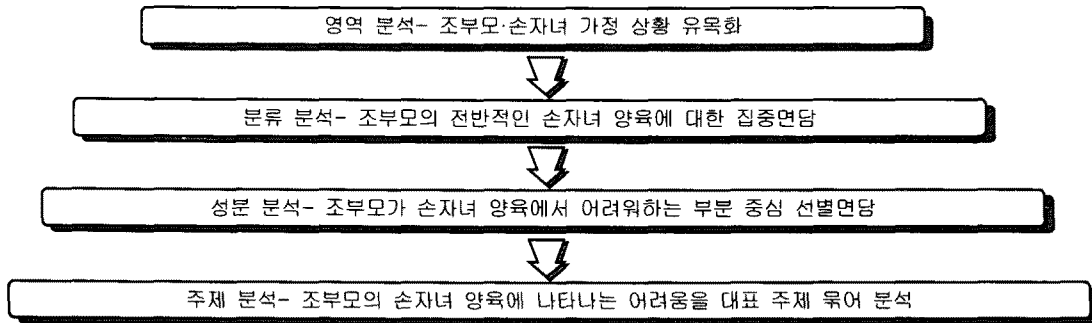 영역 분석- 조부모·손자녀 가정 상황 유목화
분류 분석- 조부모의 전반적인 손자녀 양육에 대한 집중면담
성분 분석- 조부모가 손자녀 양육에서 어려워하는 부분 중심 선별면담
주제 분석- 조부모의 손자녀 양육에 나타나는 어려움을 대표 주제 묶어 분석